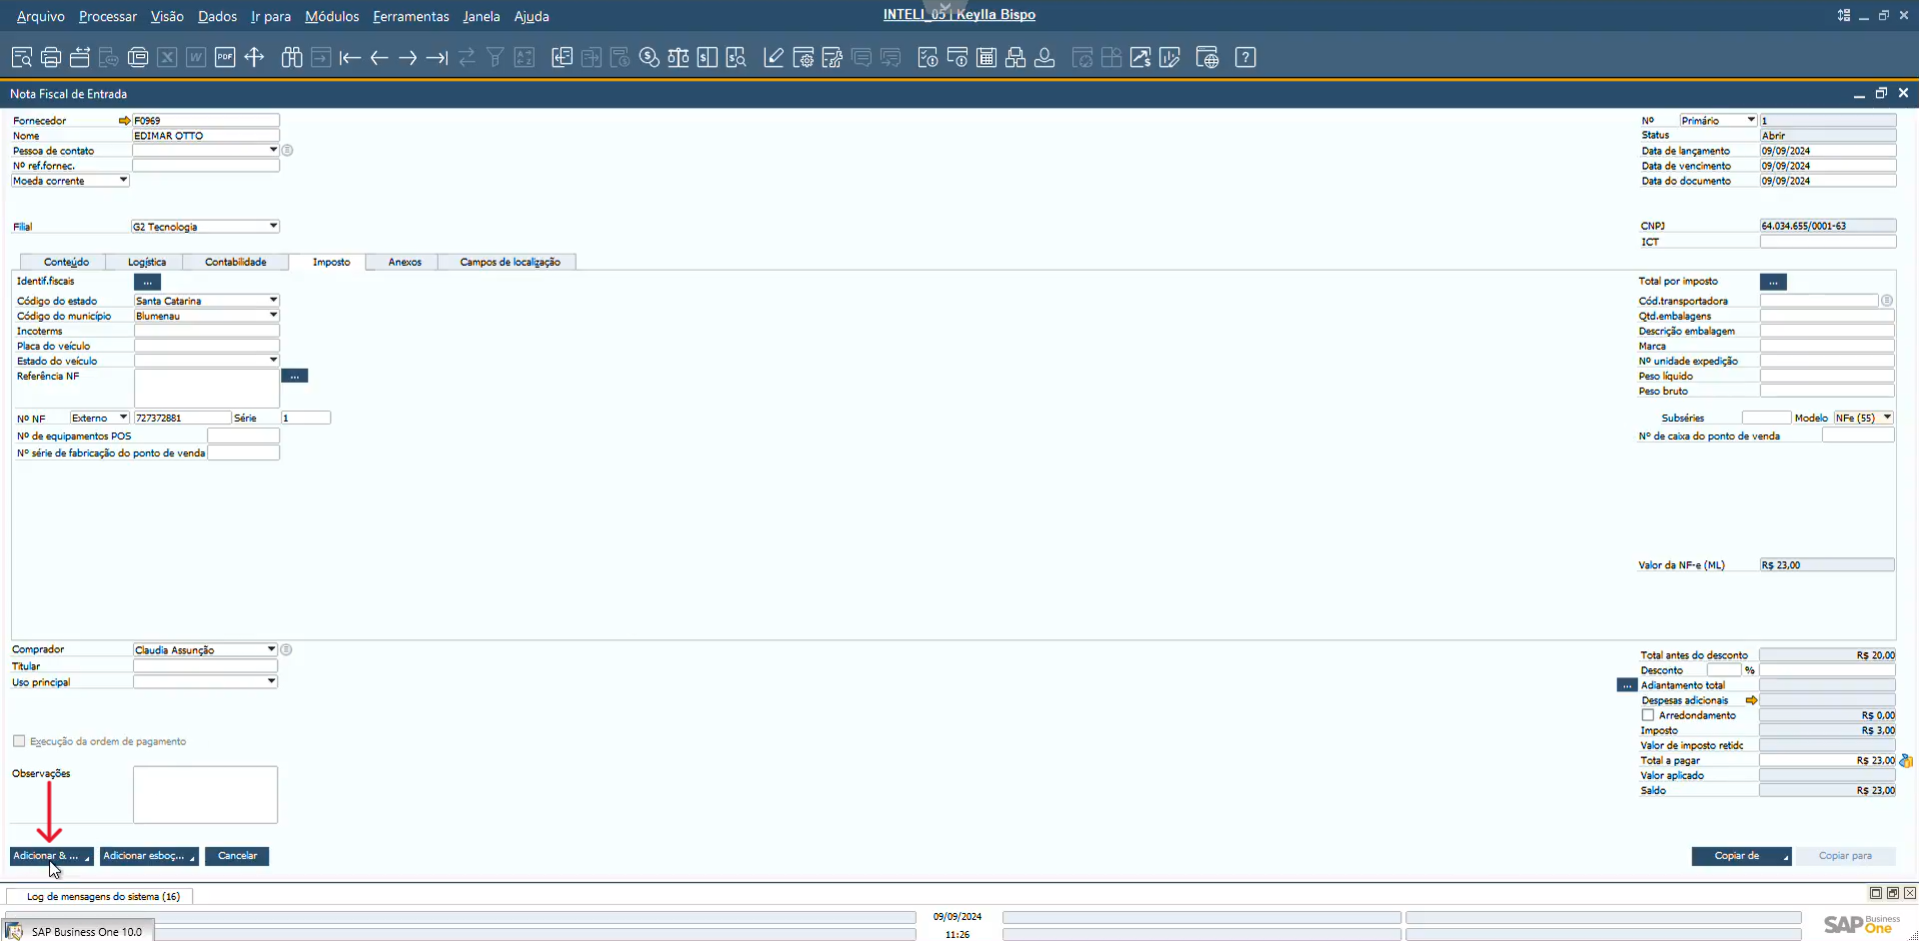 Arquivo Processar Visão Dados Ir para Módulos Ferramentas Janela Ajuda
INTELI_05 | Keylla Bispo
Nota Fiscal de Entrada
Fornecedor F0969
Nome EDIMAR OTTO
Pessoa de contato
Nº ref.fornec.
Moeda corrente
Filial G2 Tecnologia
Nº Primário 1
Status Abrir
Data de lançamento 09/09/2024
Data de vencimento 09/09/2024
Data do documento 09/09/2024
CNPJ 64.034.655/0001-63
ICT
Conteúdo Logística Contabilidade Imposto Anexos Campos de localização
Identif.fiscais ...
Código do estado Santa Catarina
Código do município Blumenau
Incoterms
Placa do veículo
Estado do veículo
Referência NF ...
Nº NF Externo 727372881 Série 1
Nº de equipamentos POS
Nº série de fabricação do ponto de venda
Total por imposto ...
Cód.transportadora
Qtd.embalagens
Descrição embalagem
Marca
Nº unidade expedição
Peso líquido
Peso bruto
Subséries Modelo NFe (55)
Nº de caixa do ponto de venda
Valor da NF-e (ML) R$ 23,00
Comprador Claudia Assunção
Titular
Uso principal
Execução da ordem de pagamento
Observações
Total antes do desconto R$ 20,00
Desconto %
... Adiantamento total
Despesas adicionais
Arredondamento R$ 0,00
Imposto R$ 3,00
Valor de imposto retidc
Total a pagar R$ 23,00
Valor aplicado
Saldo R$ 23,00
Adicionar & ... Adicionar esboç... Cancelar
Copiar de Copiar para
Log de mensagens do sistema (16)
09/09/2024
11:26
SAP Business One 10.0
SAP Business One